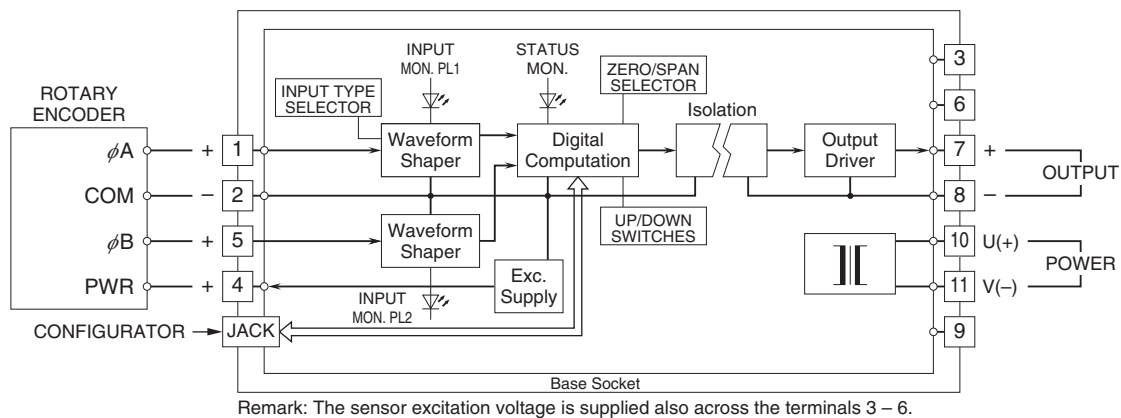 ROTARY
ENCODER
φA
COM
φB
PWR
CONFIGURATOR
+ 1
– 2
+ 5
+ 4
JACK
INPUT TYPE
SELECTOR
INPUT
MON. PL1
STATUS
MON.
ZERO/SPAN
SELECTOR
Waveform
Shaper
Digital
Computation
Isolation
Output
Driver
Waveform
Shaper
UP/DOWN
SWITCHES
Exc.
Supply
INPUT
MON. PL2
3
6
7 +
8 –
OUTPUT
10 U(+)
11 V(–)
POWER
9
Base Socket
Remark: The sensor excitation voltage is supplied also across the terminals 3 – 6.